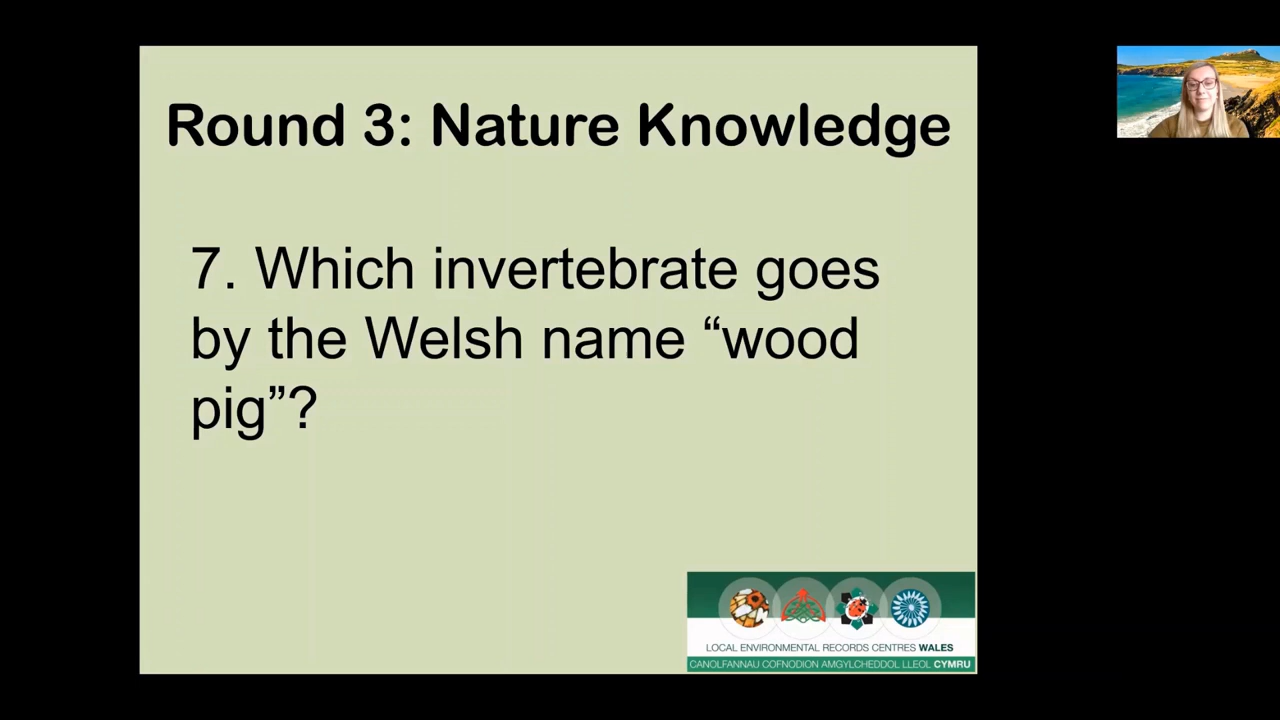 Round 3: Nature Knowledge
7. Which invertebrate goes
by the Welsh name “wood
pig”?
LOCAL ENVIRONMENTAL RECORDS CENTRES WALES
CANOLFANNAU COFNODION AMGYLCHEDDOL LLEOL CYMRU